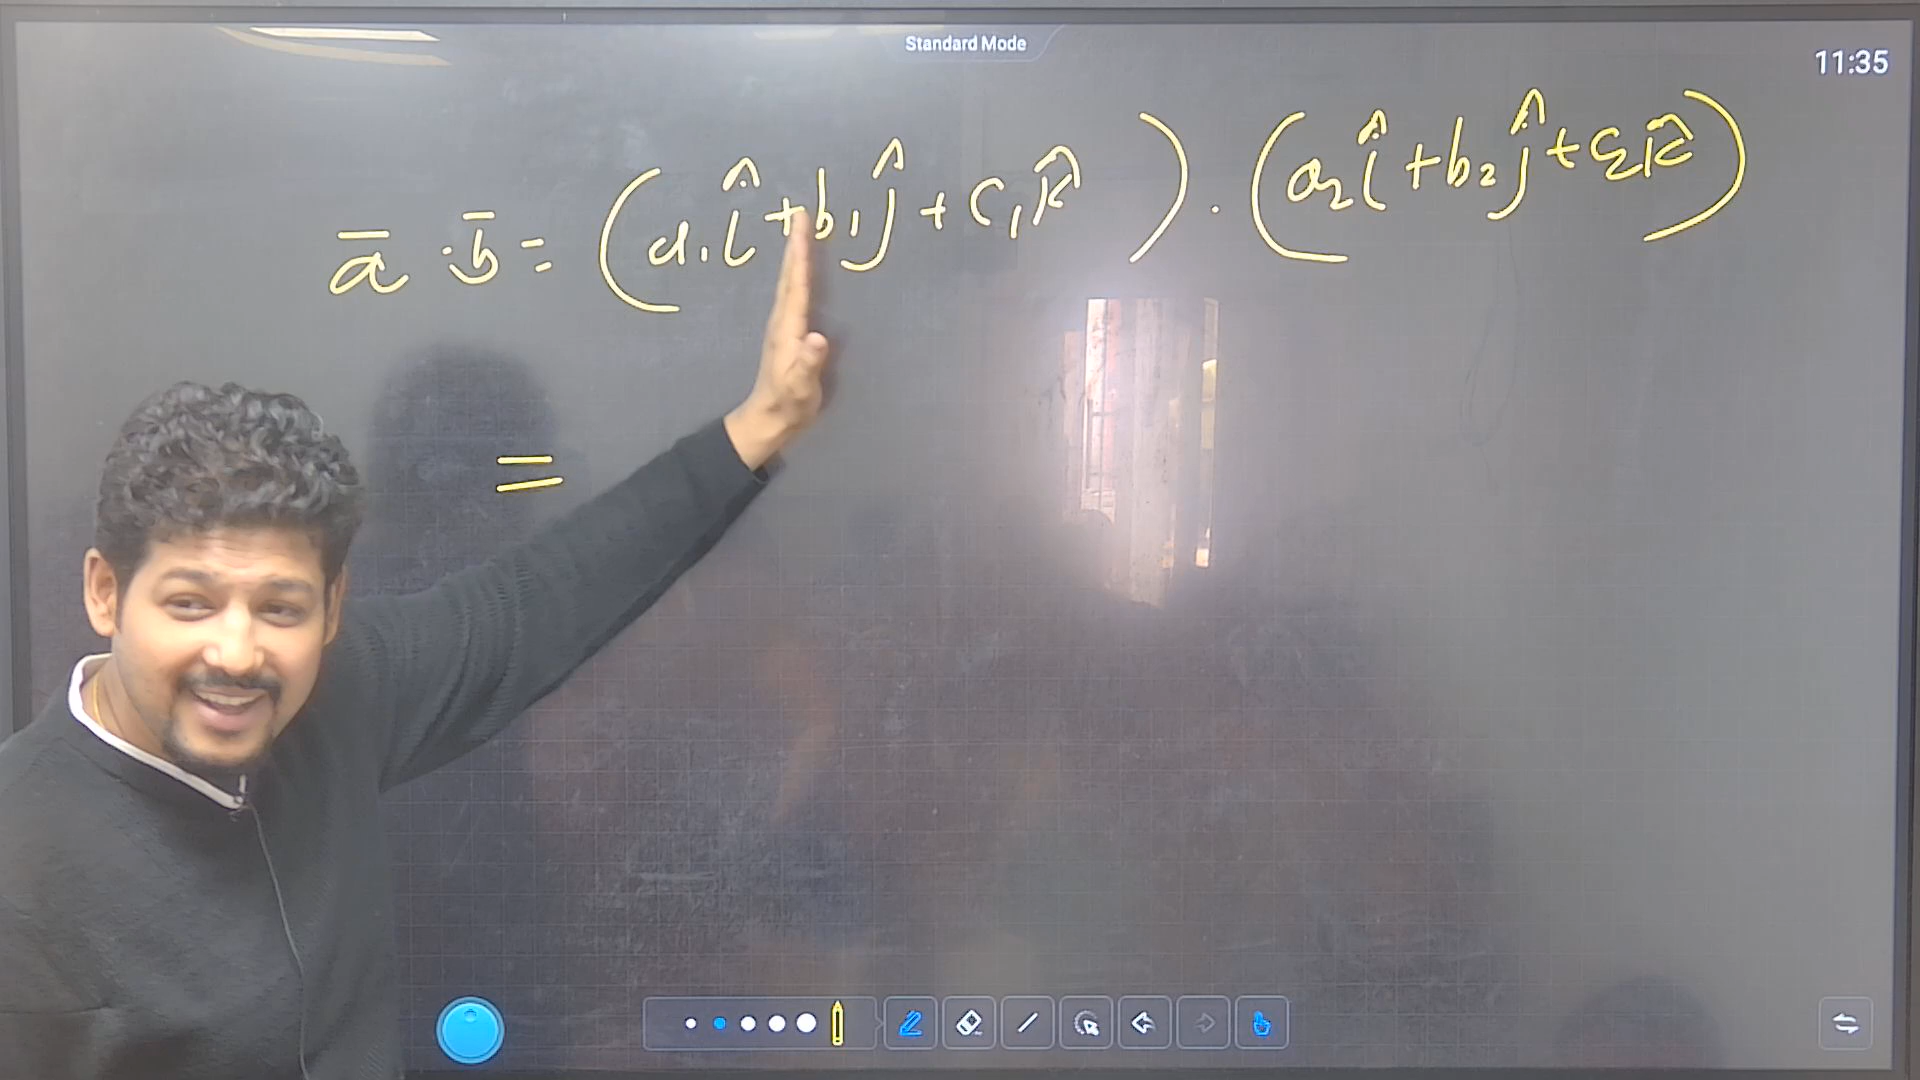 Standard Mode
11:35
a̅ · b̅ = (a₁î + b₁ĵ + c₁k̂) · (a₂î + b₂ĵ + c₂k̂)
=